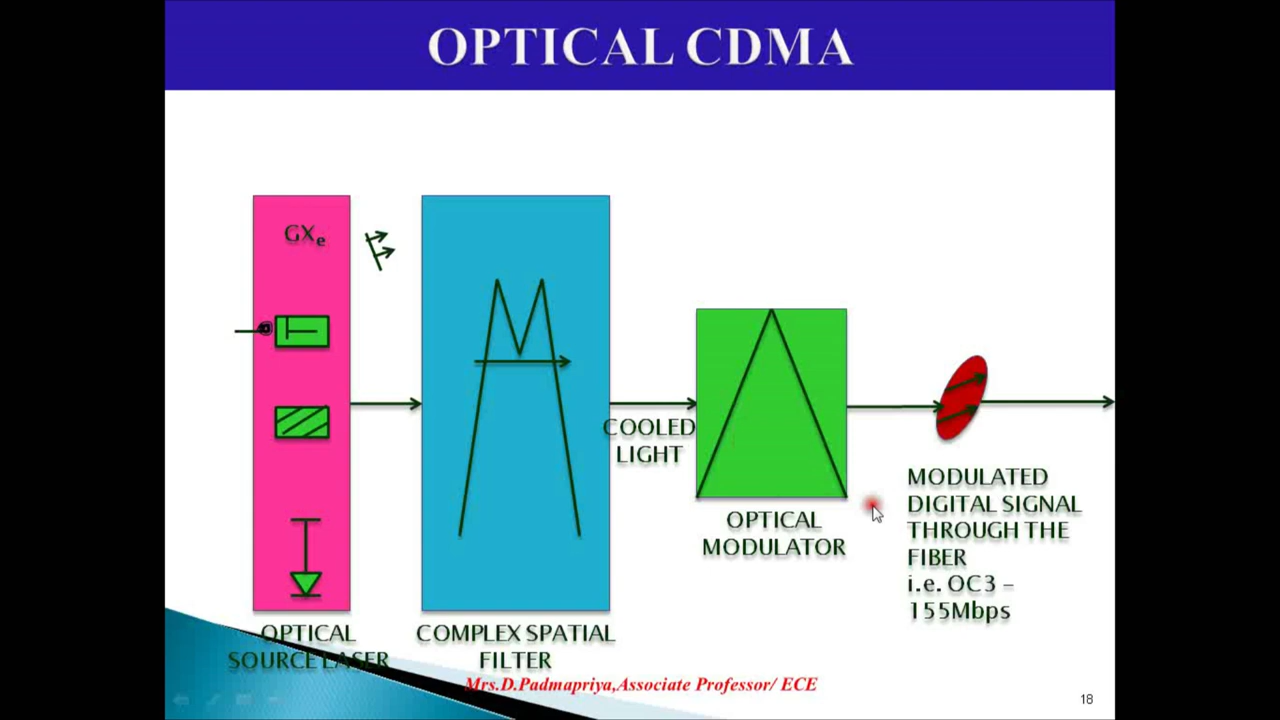 OPTICAL CDMA
GXe
COOLED
LIGHT
OPTICAL
MODULATOR
MODULATED
DIGITAL SIGNAL
THROUGH THE
FIBER
i.e. OC3 –
155Mbps
OPTICAL
SOURCE LASER
COMPLEX SPATIAL
FILTER
Mrs.D.Padmapriya,Associate Professor/ ECE
18